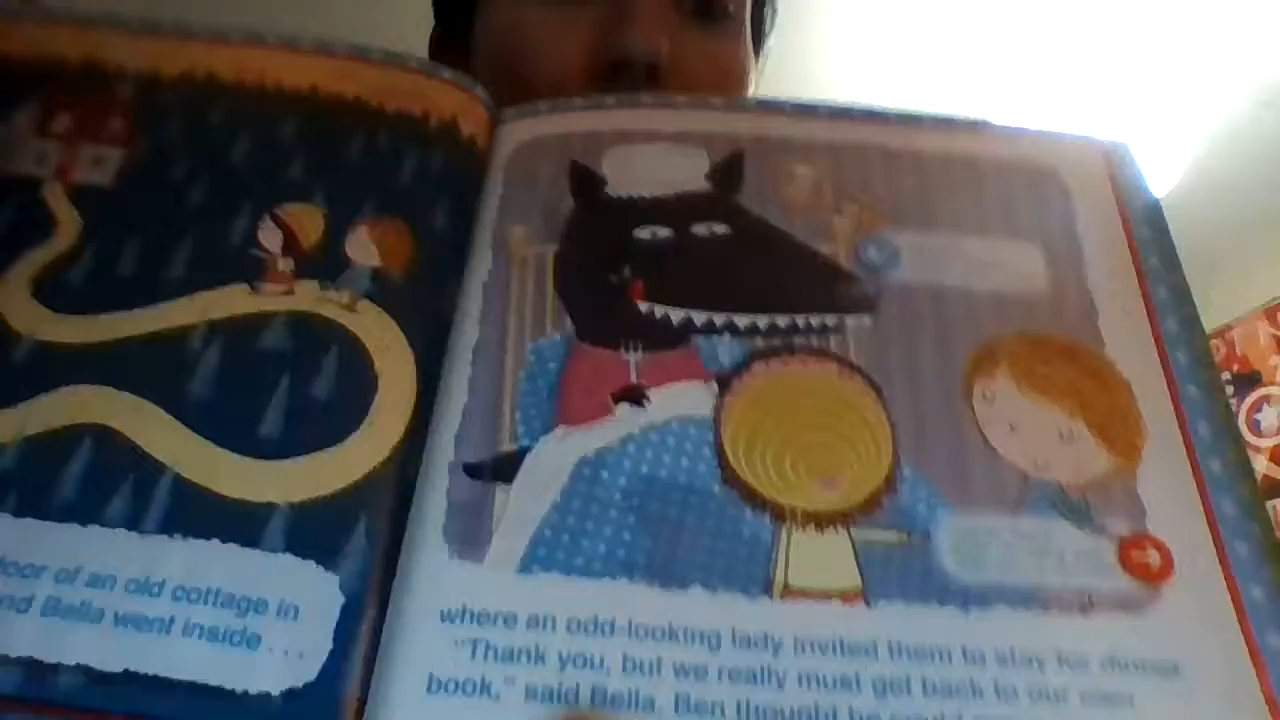 door of an old cottage in
nd Bella went inside . . .
where an odd-looking lady invited them to stay for dinner.
"Thank you, but we really must get back to our own
book," said Bella. Ben thought he could